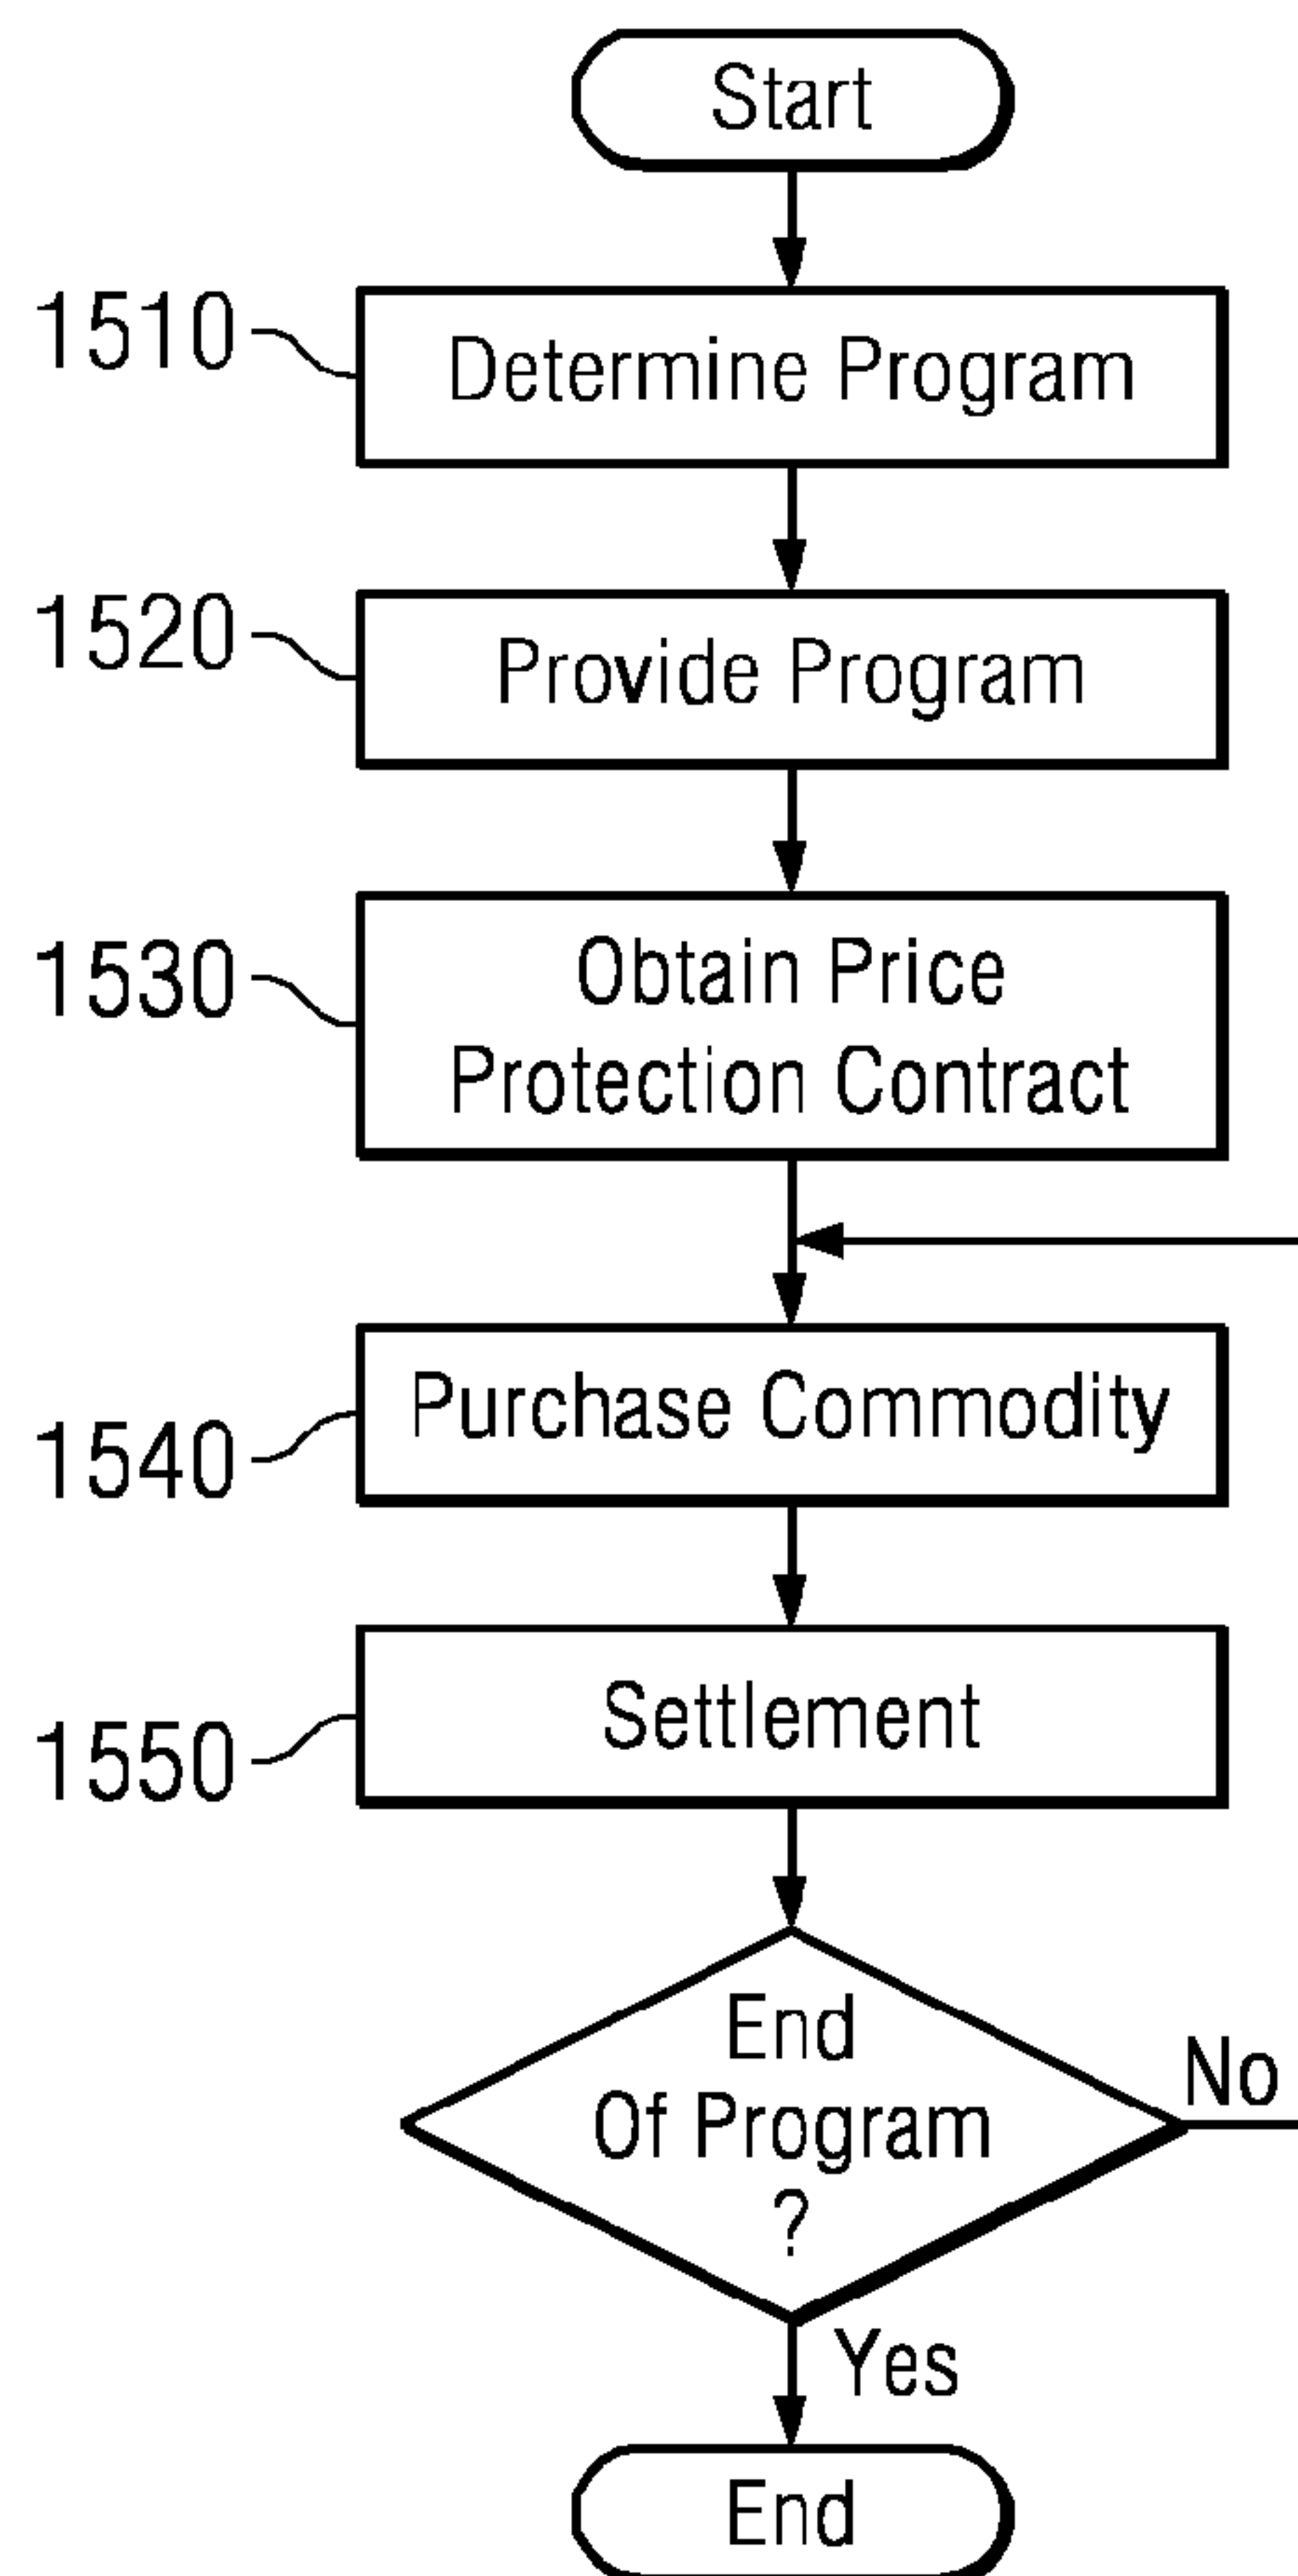 Start
1510
Determine Program
1520
Provide Program
1530
Obtain Price
Protection Contract
1540
Purchase Commodity
1550
Settlement
End
Of Program
?
No
Yes
End